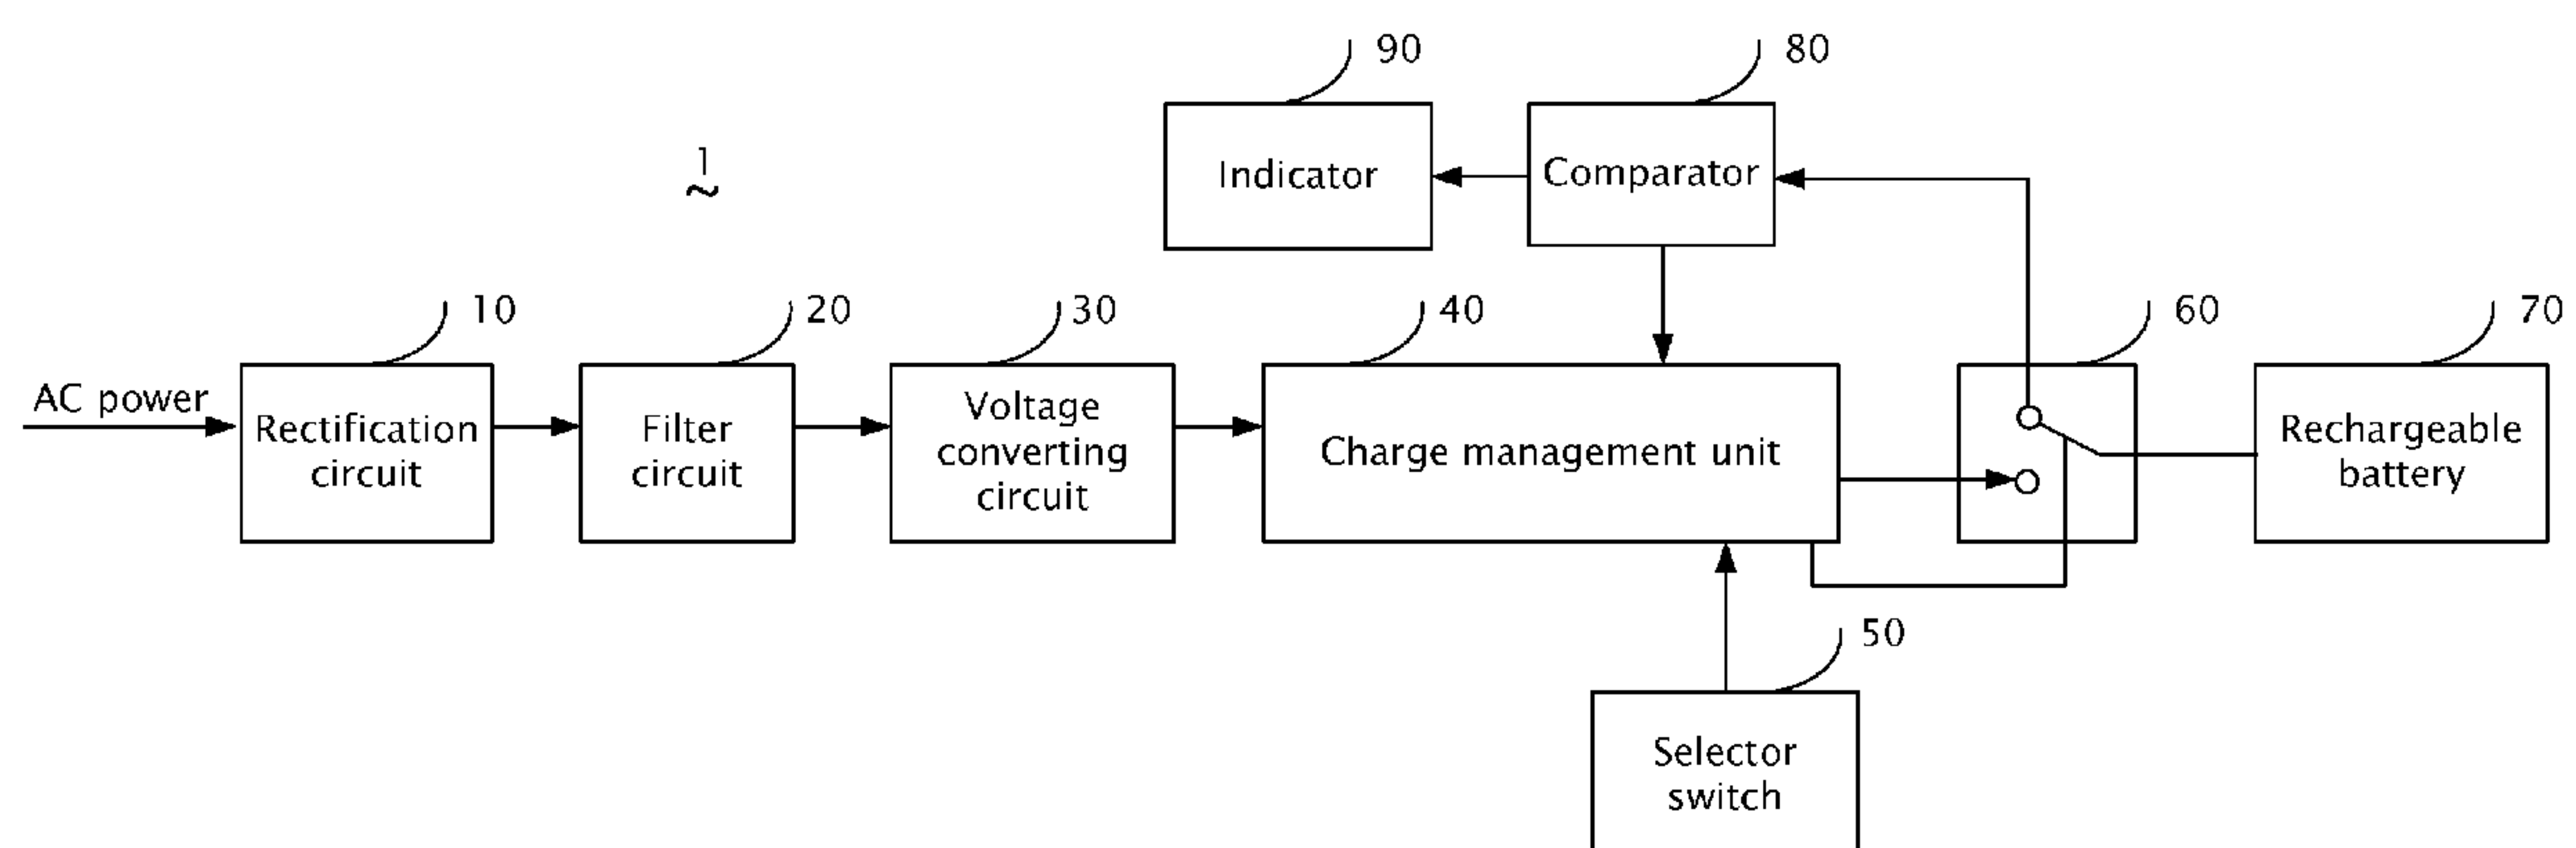 90
80
1
~
Indicator
Comparator
10
20
30
40
60
70
AC power
Rectification
circuit
Filter
circuit
Voltage
converting
circuit
Charge management unit
Rechargeable
battery
50
Selector
switch